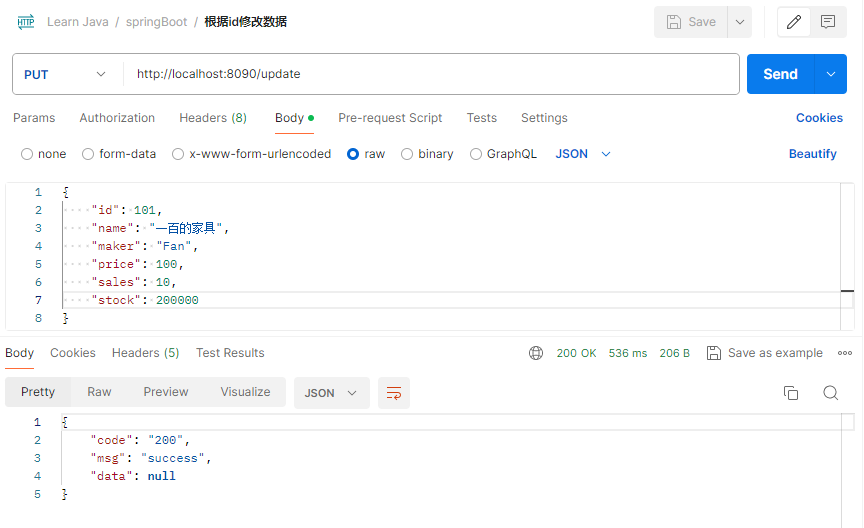 HTTP Learn Java / springBoot / 根据id修改数据 Save
PUT http://localhost:8090/update Send
Params Authorization Headers (8) Body Pre-request Script Tests Settings Cookies
none form-data x-www-form-urlencoded raw binary GraphQL JSON Beautify
1 {
2 "id": 101,
3 "name": "一百的家具",
4 "maker": "Fan",
5 "price": 100,
6 "sales": 10,
7 "stock": 200000
8 }
Body Cookies Headers (5) Test Results 200 OK 536 ms 206 B Save as example
Pretty Raw Preview Visualize JSON
1 {
2 "code": "200",
3 "msg": "success",
4 "data": null
5 }